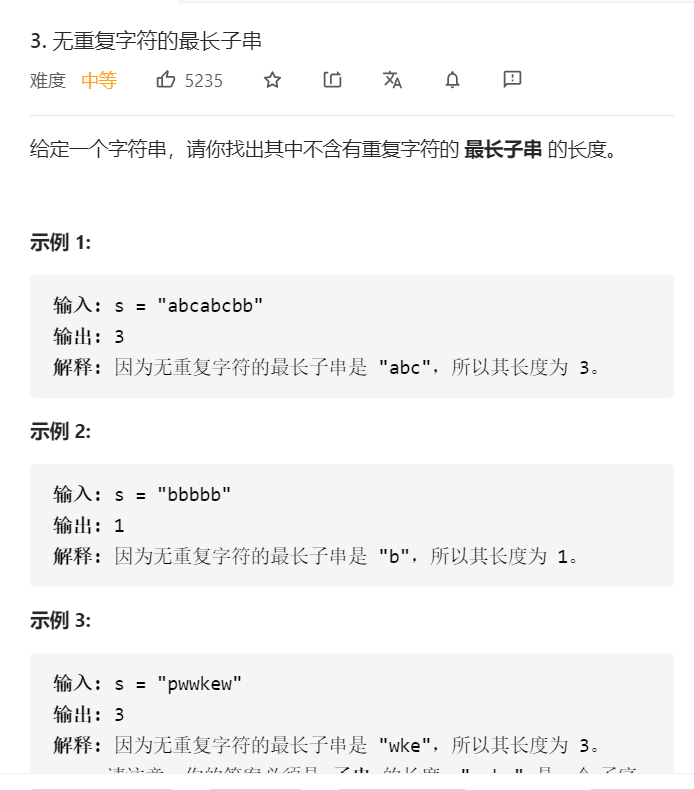 3. 无重复字符的最长子串
难度 中等 5235
给定一个字符串，请你找出其中不含有重复字符的 最长子串 的长度。
示例 1:
输入: s = "abcabcbb"
输出: 3
解释: 因为无重复字符的最长子串是 "abc"，所以其长度为 3。
示例 2:
输入: s = "bbbbb"
输出: 1
解释: 因为无重复字符的最长子串是 "b"，所以其长度为 1。
示例 3:
输入: s = "pwwkew"
输出: 3
解释: 因为无重复字符的最长子串是 "wke"，所以其长度为 3。